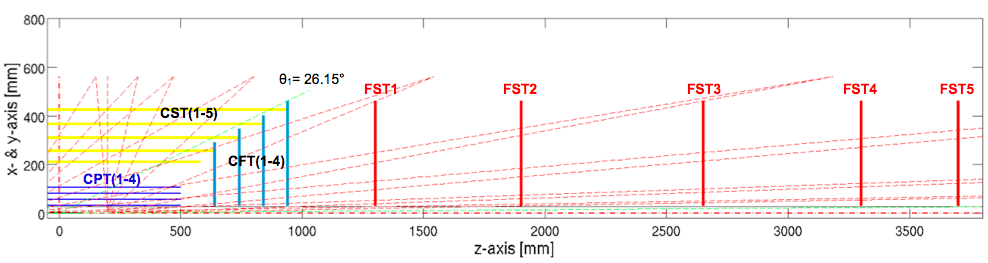 800
600
400
200
0
x- & y-axis [mm]
θ1= 26.15°
FST1
FST2
FST3
FST4
FST5
CST(1-5)
CFT(1-4)
CPT(1-4)
0
500
1000
1500
2000
2500
3000
3500
z-axis [mm]